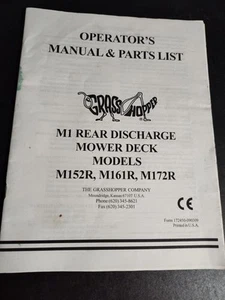 OPERATOR'S
MANUAL & PARTS LIST
GRASSHOPPER
M1 REAR DISCHARGE
MOWER DECK
MODELS
M152R, M161R, M172R
THE GRASSHOPPER COMPANY
Moundridge, Kansas 67107 U.S.A.
Phone (620) 345-8621
Fax (620) 345-2301
CE
Printed in U.S.A.